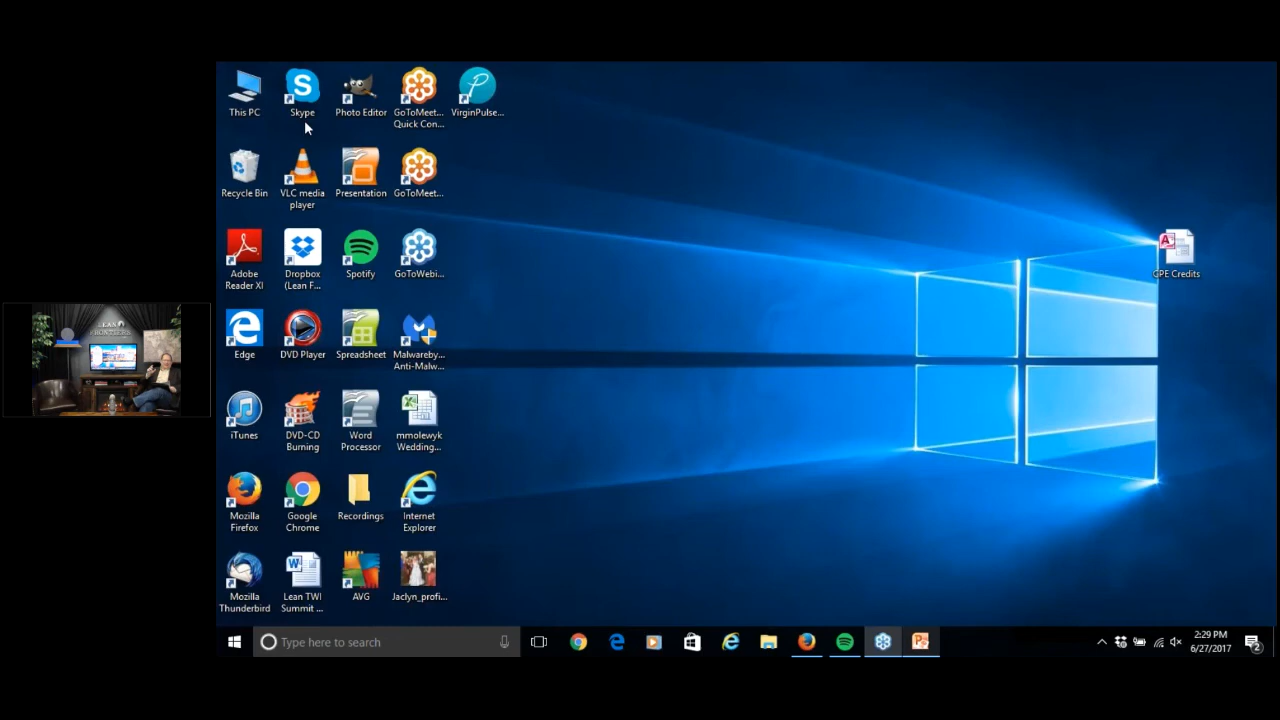 This PC
Skype
Photo Editor
GoToMeet...
Quick Con...
VirginPulse...
Recycle Bin
VLC media
player
Presentation
GoToMeet...
Adobe
Reader XI
Dropbox
(Lean F...
Spotify
GoToWebi...
CPE Credits
Edge
DVD Player
Spreadsheet
Malwareby...
Anti-Malw...
LEAN
FRONTIERS
iTunes
DVD-CD
Burning
Word
Processor
mmolewyk
Wedding...
Mozilla
Firefox
Google
Chrome
Recordings
Internet
Explorer
Mozilla
Thunderbird
Lean TWI
Summit ...
AVG
Jaclyn_profi...
Type here to search
2:29 PM
6/27/2017
2